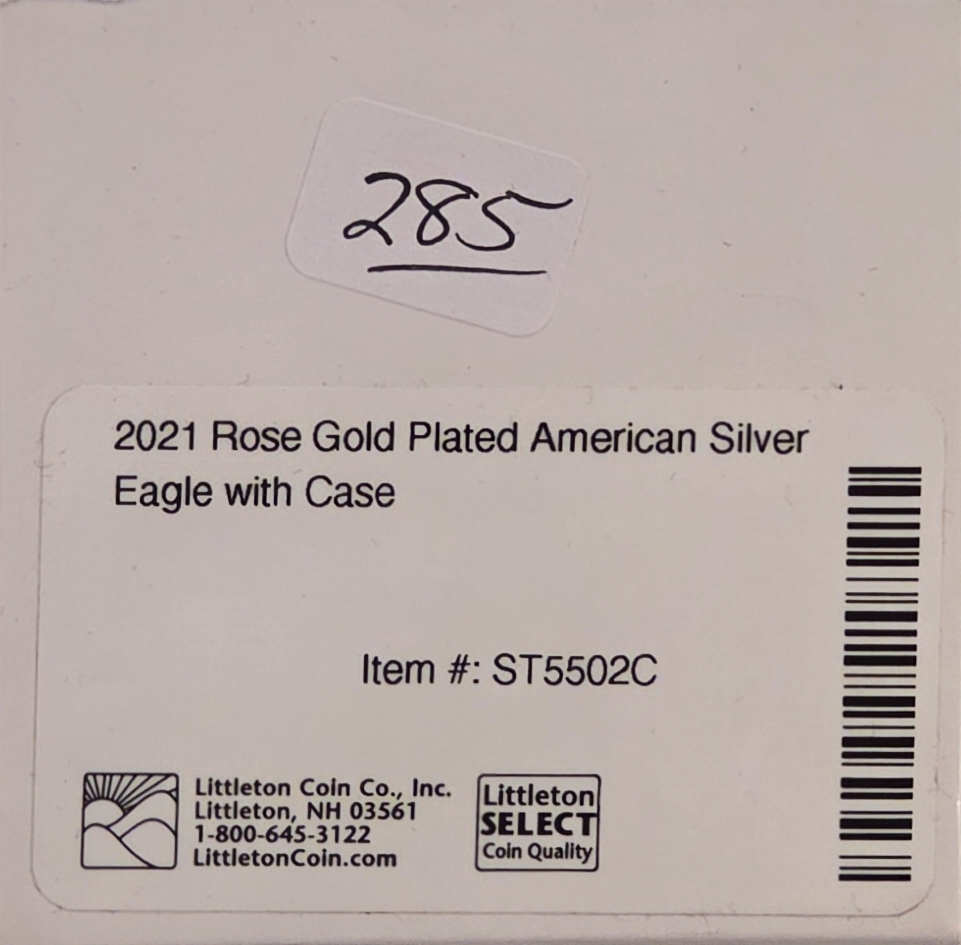 285
2021 Rose Gold Plated American Silver
Eagle with Case
Item #: ST5502C
Littleton Coin Co., Inc.
Littleton, NH 03561
1-800-645-3122
LittletonCoin.com
Littleton
SELECT
Coin Quality